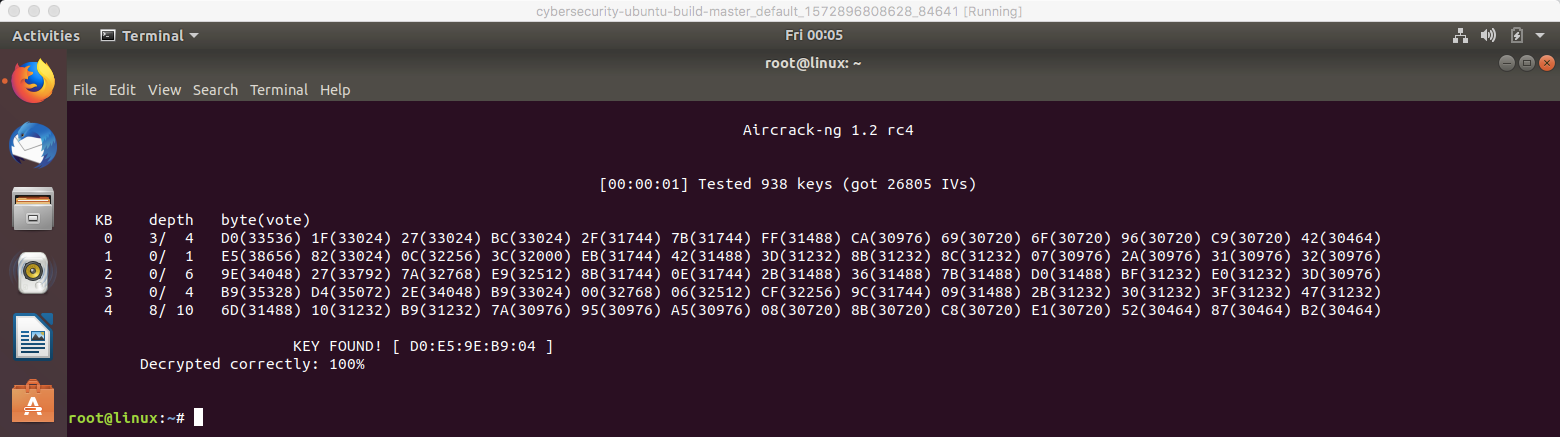 cybersecurity-ubuntu-build-master_default_1572896808628_84641 [Running]
Activities Terminal Fri 00:05
root@linux: ~
File Edit View Search Terminal Help
Aircrack-ng 1.2 rc4
[00:00:01] Tested 938 keys (got 26805 IVs)
KB depth byte(vote)
0 3/ 4 D0(33536) 1F(33024) 27(33024) BC(33024) 2F(31744) 7B(31744) FF(31488) CA(30976) 69(30720) 6F(30720) 96(30720) C9(30720) 42(30464)
1 0/ 1 E5(38656) 82(33024) 0C(32256) 3C(32000) EB(31744) 42(31488) 3D(31232) 8B(31232) 8C(31232) 07(30976) 2A(30976) 31(30976) 32(30976)
2 0/ 6 9E(34048) 27(33792) 7A(32768) E9(32512) 8B(31744) 0E(31744) 2B(31488) 36(31488) 7B(31488) D0(31488) BF(31232) E0(31232) 3D(30976)
3 0/ 4 B9(35328) D4(35072) 2E(34048) B9(33024) 00(32768) 06(32512) CF(32256) 9C(31744) 09(31488) 2B(31232) 30(31232) 3F(31232) 47(31232)
4 8/ 10 6D(31488) 10(31232) B9(31232) 7A(30976) 95(30976) A5(30976) 08(30720) 8B(30720) C8(30720) E1(30720) 52(30464) 87(30464) B2(30464)
KEY FOUND! [ D0:E5:9E:B9:04 ]
Decrypted correctly: 100%
root@linux:~#